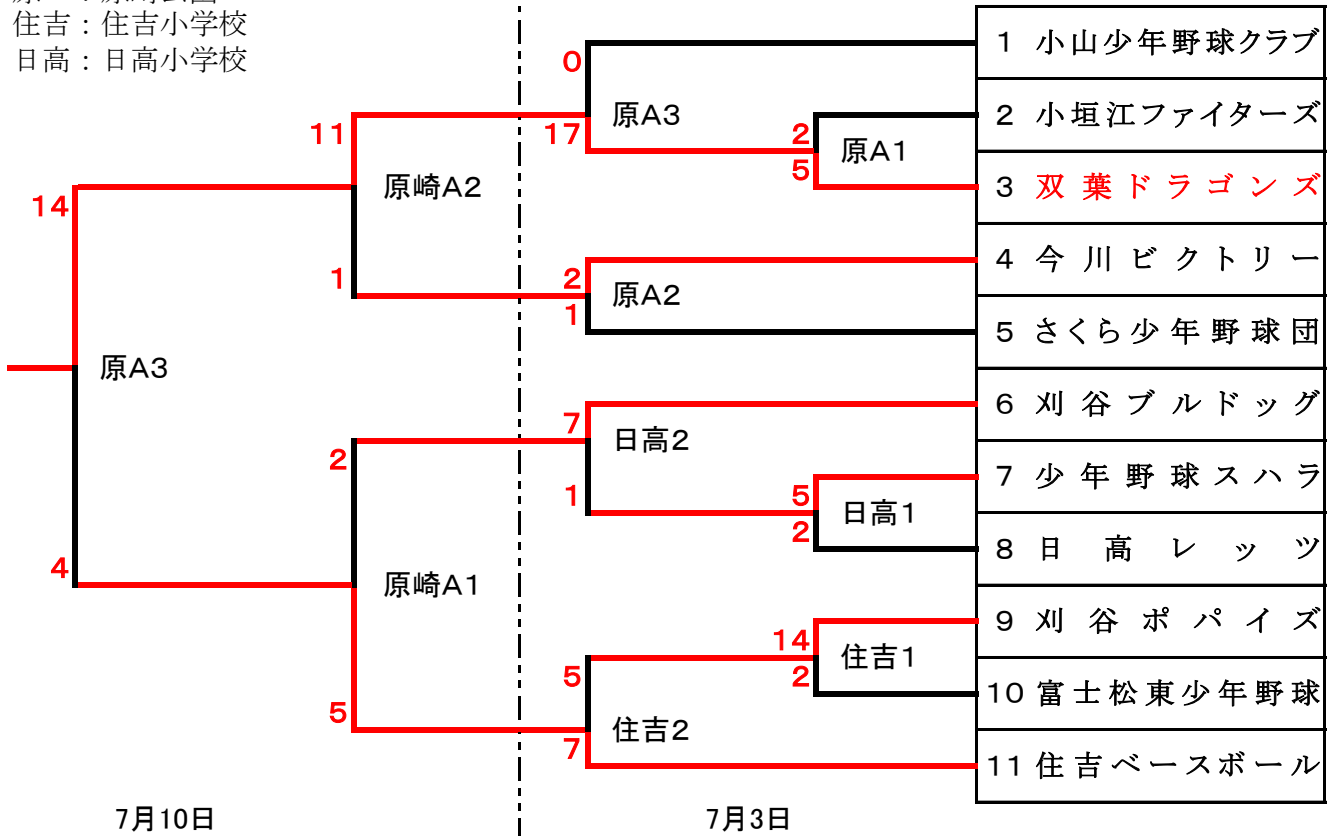 住吉：住吉小学校
日高：日高小学校
1 小山少年野球クラブ
2 小垣江ファイターズ
3 双葉ドラゴンズ
4 今川ビクトリー
5 さくら少年野球団
6 刈谷ブルドッグ
7 少年野球スハラ
8 日高レッツ
9 刈谷ポパイズ
10 富士松東少年野球
11 住吉ベースボール
0
原A3
17
2
原A1
5
11
原崎A2
1
2
原A2
1
14
原A3
4
7
日高2
1
5
日高1
2
2
原崎A1
5
14
住吉1
2
5
住吉2
7
7月10日
7月3日